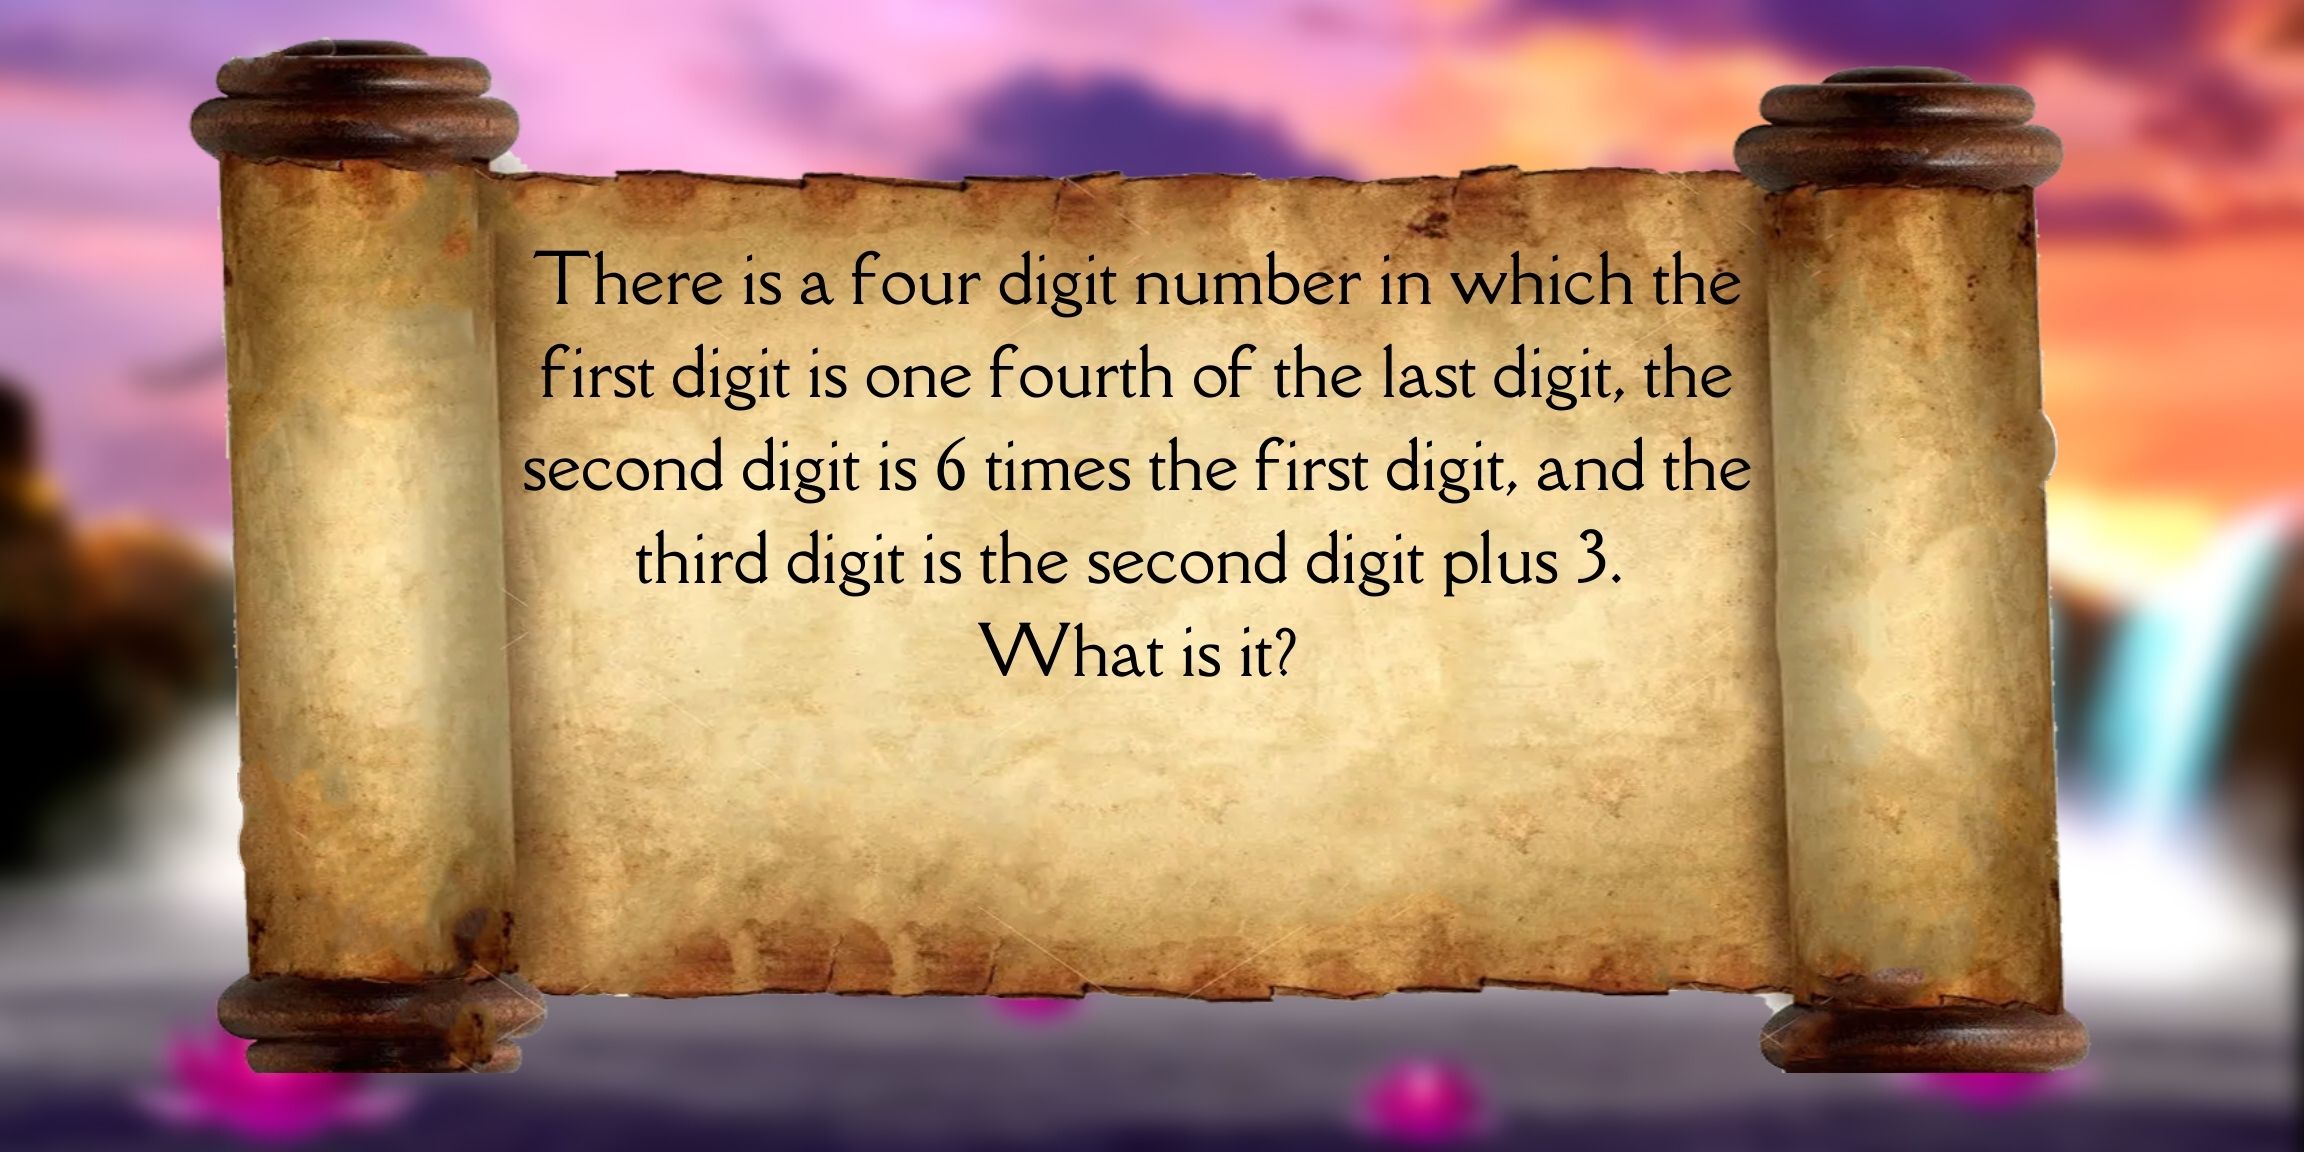 There is a four digit number in which the
first digit is one fourth of the last digit, the
second digit is 6 times the first digit, and the
third digit is the second digit plus 3.
What is it?